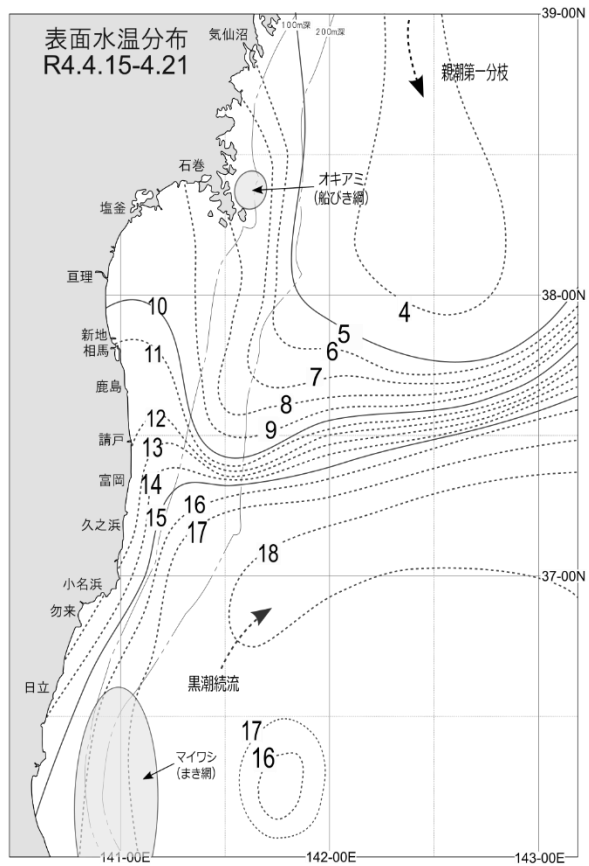 表面水温分布
R4.4.15-4.21
気仙沼
100m深
200m深
39-00N
親潮第一分枝
石巻
オキアミ
(船びき網)
塩釜
亘理
38-00N
10
4
5
新地
相馬
11
6
7
鹿島
8
12
9
請戸
13
富岡
14
16
15
久之浜
17
18
37-00N
小名浜
勿来
黒潮続流
日立
17
16
マイワシ
(まき網)
141-00E
142-00E
143-00E